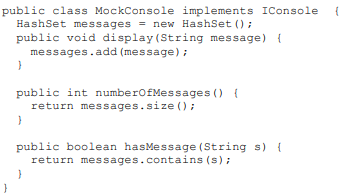 public class MockConsole implements IConsole {
HashSet messages = new HashSet();
public void display(String message) {
messages.add(message);
}
public int numberOfMessages() {
return messages.size();
}
public boolean hasMessage(String s) {
return messages.contains(s);
}
}